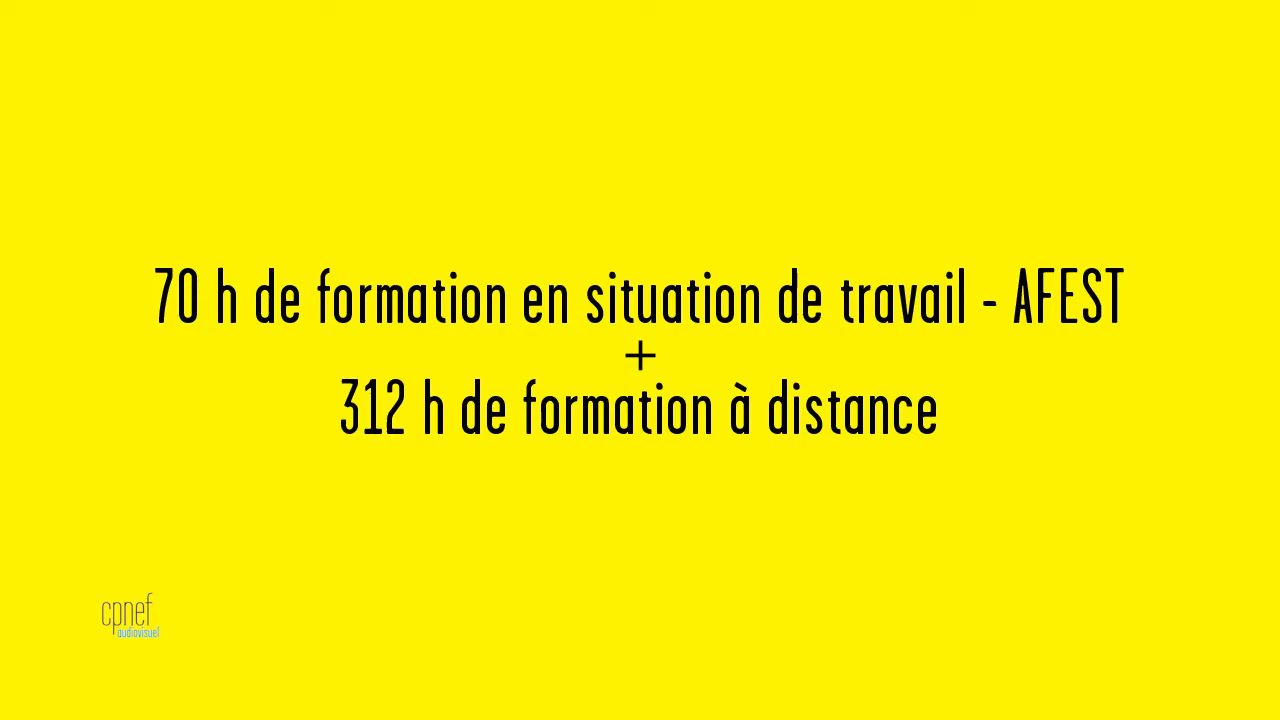 70 h de formation en situation de travail - AFEST
+
312 h de formation à distance
cpnef
audiovisuel